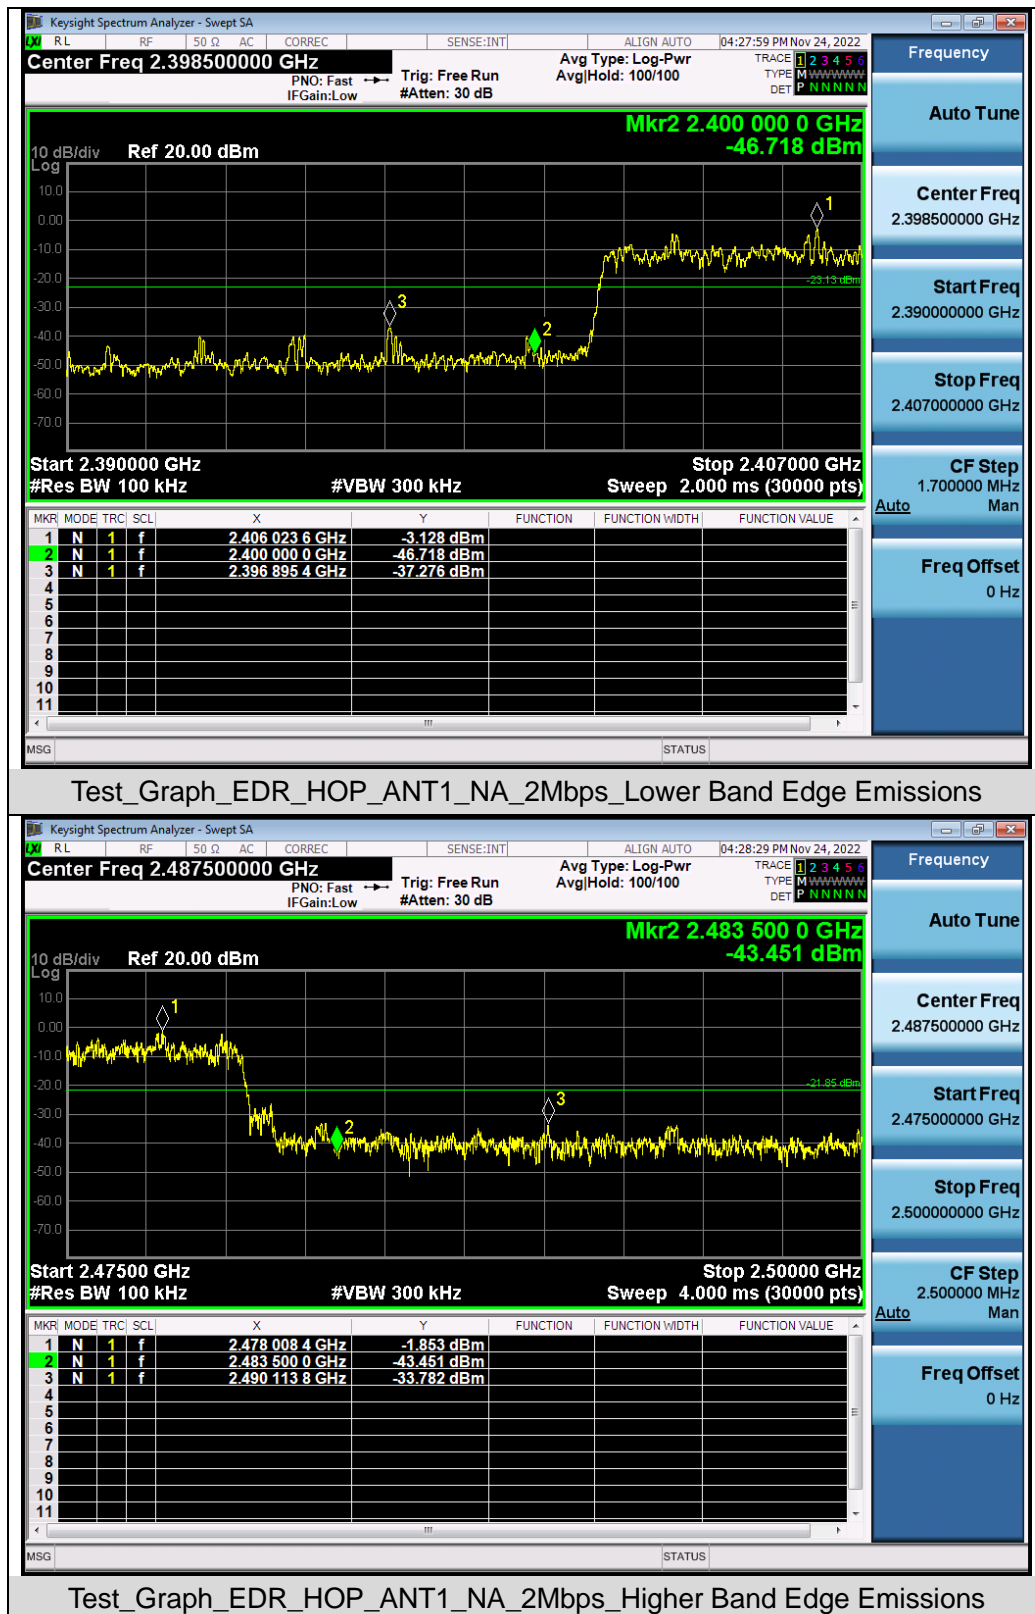 Keysight Spectrum Analyzer - Swept SA
LXI RL RF 50 Ω AC CORREC SENSE:INT ALIGN AUTO 04:27:59 PM Nov 24, 2022
Center Freq 2.398500000 GHz
PNO: Fast
IFGain:Low
Trig: Free Run
#Atten: 30 dB
Avg Type: Log-Pwr
Avg|Hold: 100/100
TRACE 1 2 3 4 5 6
TYPE M WWWWW
DET P N N N N N
Mkr2 2.400 000 0 GHz
-46.718 dBm
10 dB/div Ref 20.00 dBm
Log
10.0
0.00
-10.0
-20.0
-30.0
-40.0
-50.0
-60.0
-70.0
1
-23.13 dBm
3
2
Start 2.390000 GHz Stop 2.407000 GHz
#Res BW 100 kHz #VBW 300 kHz Sweep 2.000 ms (30000 pts)
MKR MODE TRC SCL X Y FUNCTION FUNCTION WIDTH FUNCTION VALUE
1 N 1 f 2.406 023 6 GHz -3.128 dBm
2 N 1 f 2.400 000 0 GHz -46.718 dBm
3 N 1 f 2.396 895 4 GHz -37.276 dBm
4
5
6
7
8
9
10
11
MSG STATUS
Frequency
Auto Tune
Center Freq
2.398500000 GHz
Start Freq
2.390000000 GHz
Stop Freq
2.407000000 GHz
CF Step
1.700000 MHz
Auto Man
Freq Offset
0 Hz
Test_Graph_EDR_HOP_ANT1_NA_2Mbps_Lower Band Edge Emissions
Keysight Spectrum Analyzer - Swept SA
LXI RL RF 50 Ω AC CORREC SENSE:INT ALIGN AUTO 04:28:29 PM Nov 24, 2022
Center Freq 2.487500000 GHz
PNO: Fast
IFGain:Low
Trig: Free Run
#Atten: 30 dB
Avg Type: Log-Pwr
Avg|Hold: 100/100
TRACE 1 2 3 4 5 6
TYPE M WWWWW
DET P N N N N N
Mkr2 2.483 500 0 GHz
-43.451 dBm
10 dB/div Ref 20.00 dBm
Log
10.0
0.00
-10.0
-20.0
-30.0
-40.0
-50.0
-60.0
-70.0
1
-21.85 dBm
3
2
Start 2.47500 GHz Stop 2.50000 GHz
#Res BW 100 kHz #VBW 300 kHz Sweep 4.000 ms (30000 pts)
MKR MODE TRC SCL X Y FUNCTION FUNCTION WIDTH FUNCTION VALUE
1 N 1 f 2.478 008 4 GHz -1.853 dBm
2 N 1 f 2.483 500 0 GHz -43.451 dBm
3 N 1 f 2.490 113 8 GHz -33.782 dBm
4
5
6
7
8
9
10
11
MSG STATUS
Frequency
Auto Tune
Center Freq
2.487500000 GHz
Start Freq
2.475000000 GHz
Stop Freq
2.500000000 GHz
CF Step
2.500000 MHz
Auto Man
Freq Offset
0 Hz
Test_Graph_EDR_HOP_ANT1_NA_2Mbps_Higher Band Edge Emissions